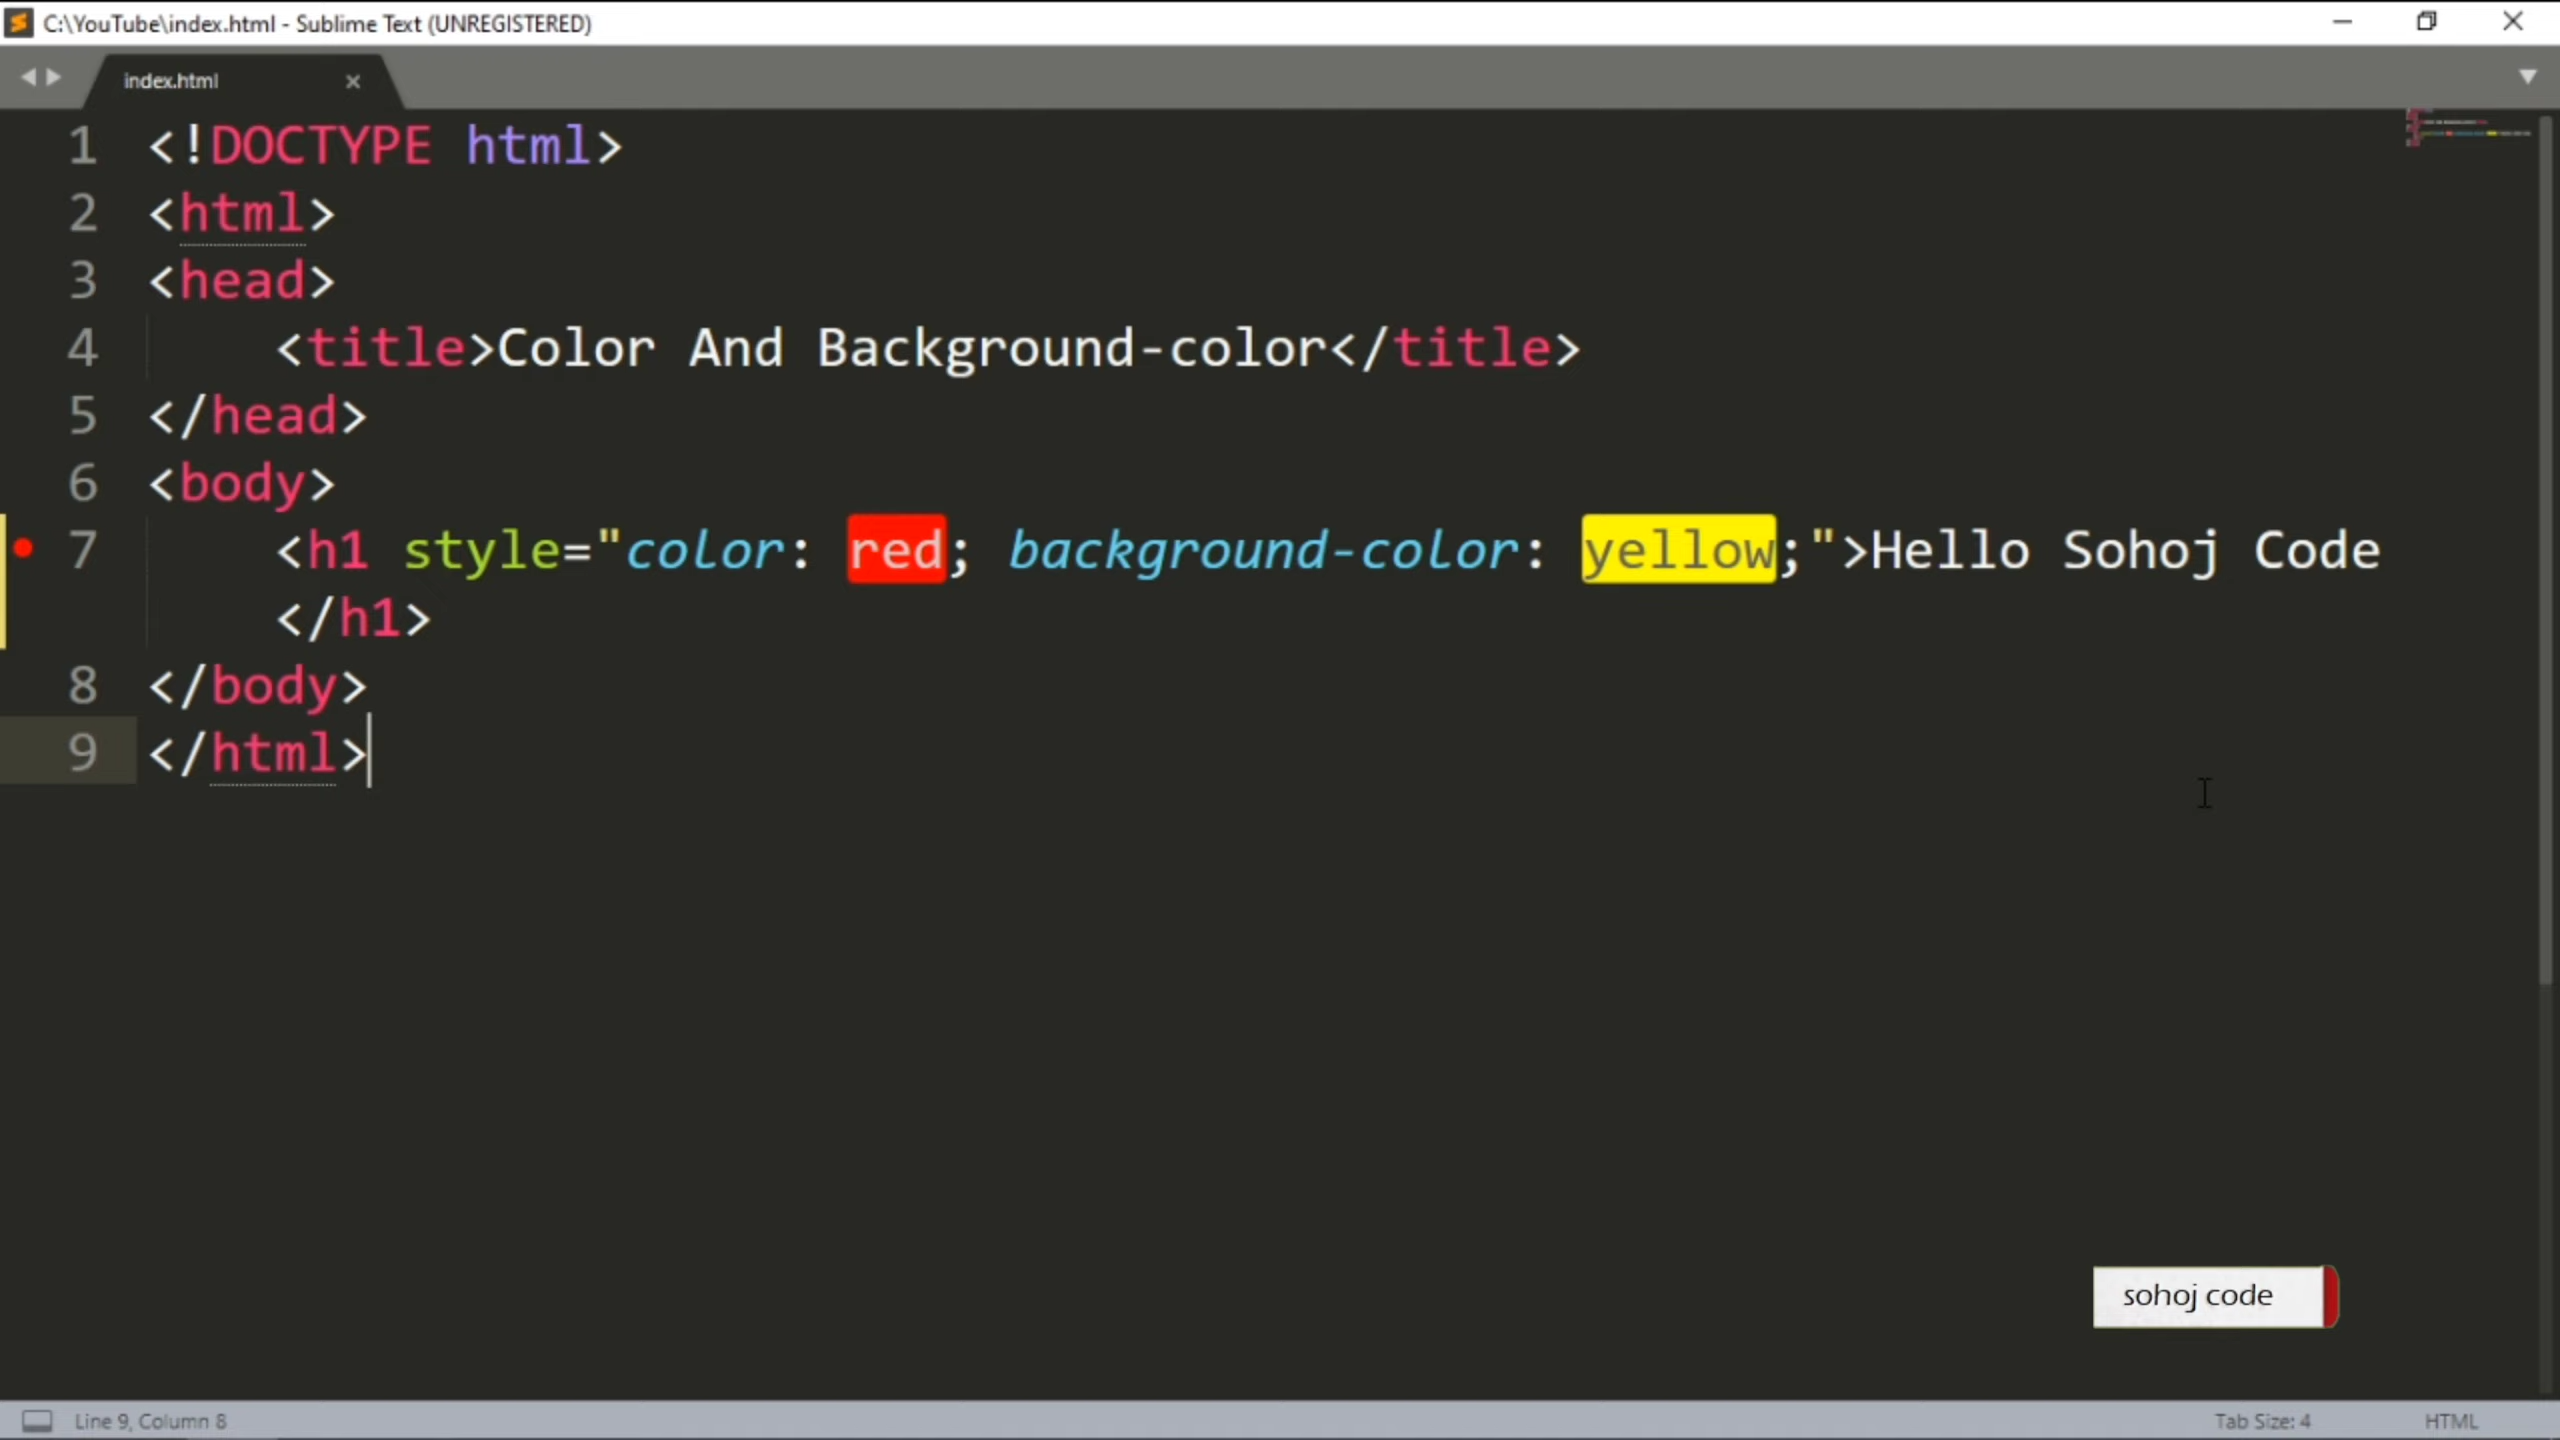 C:\YouTube\index.html - Sublime Text (UNREGISTERED)
index.html
1 <!DOCTYPE html>
2 <html>
3 <head>
4     <title>Color And Background-color</title>
5 </head>
6 <body>
7     <h1 style="color: red; background-color: yellow;">Hello Sohoj Code
    </h1>
8 </body>
9 </html>
sohoj code
Line 9, Column 8 Tab Size: 4 HTML